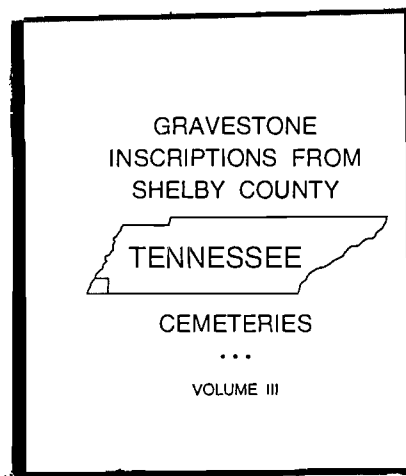 GRAVESTONE
INSCRIPTIONS FROM
SHELBY COUNTY
TENNESSEE
CEMETERIES
...
VOLUME III